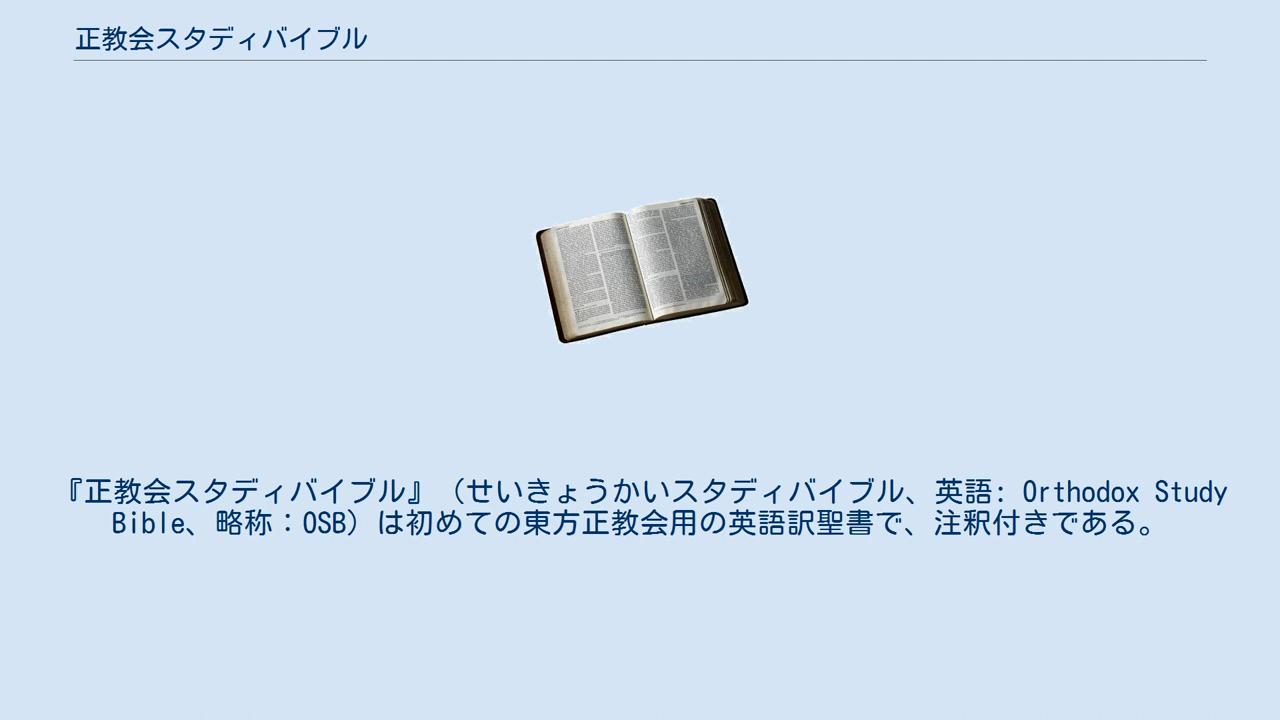 正教会スタディバイブル
『正教会スタディバイブル』（せいきょうかいスタディバイブル、英語: Orthodox Study
Bible、略称：OSB）は初めての東方正教会用の英語訳聖書で、注釈付きである。